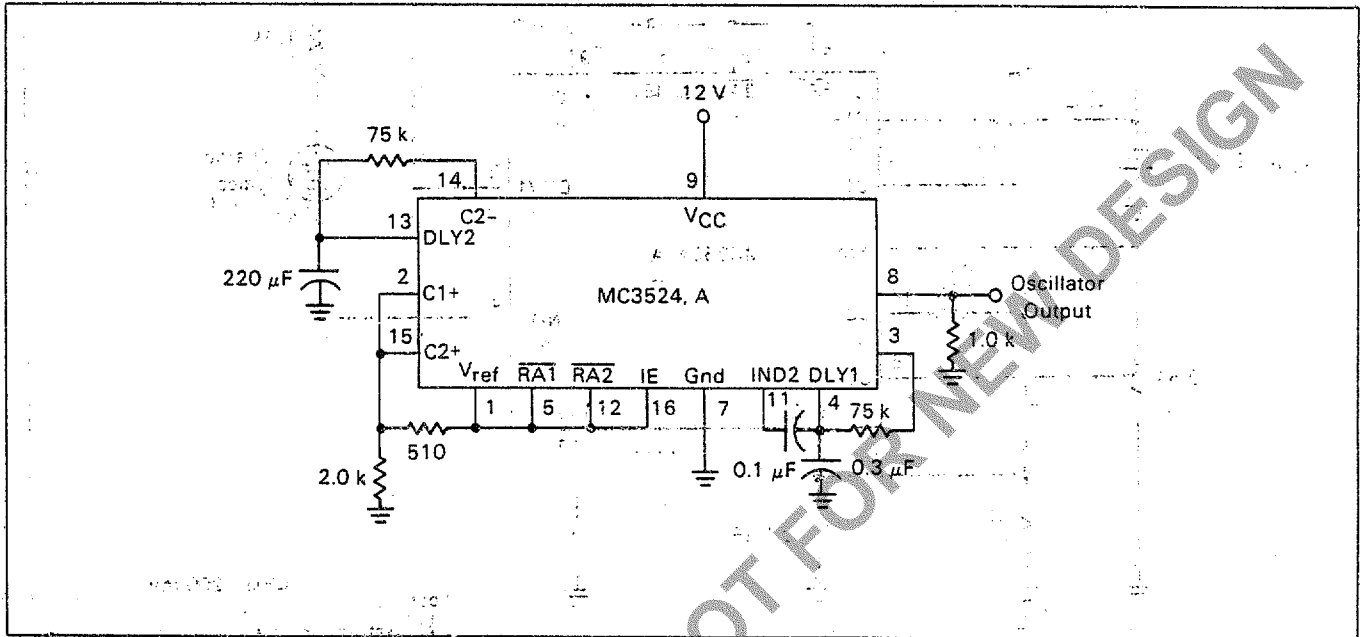 12 V
75 k
14
9
C2-
VCC
13
DLY2
220 μF
2
C1+
MC3524, A
8
Oscillator
Output
15
C2+
3
1.0 k
Vref
RA1
RA2
IE
Gnd
IND2
DLY1
1
5
12
16
7
11
4
75 k
510
2.0 k
0.1 μF
0.3 μF
OT FOR NEW DESIGN